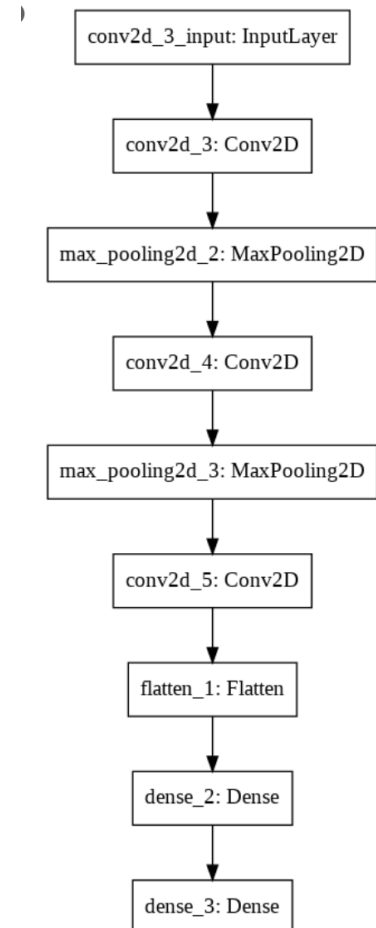 conv2d_3_input: InputLayer
conv2d_3: Conv2D
max_pooling2d_2: MaxPooling2D
conv2d_4: Conv2D
max_pooling2d_3: MaxPooling2D
conv2d_5: Conv2D
flatten_1: Flatten
dense_2: Dense
dense_3: Dense